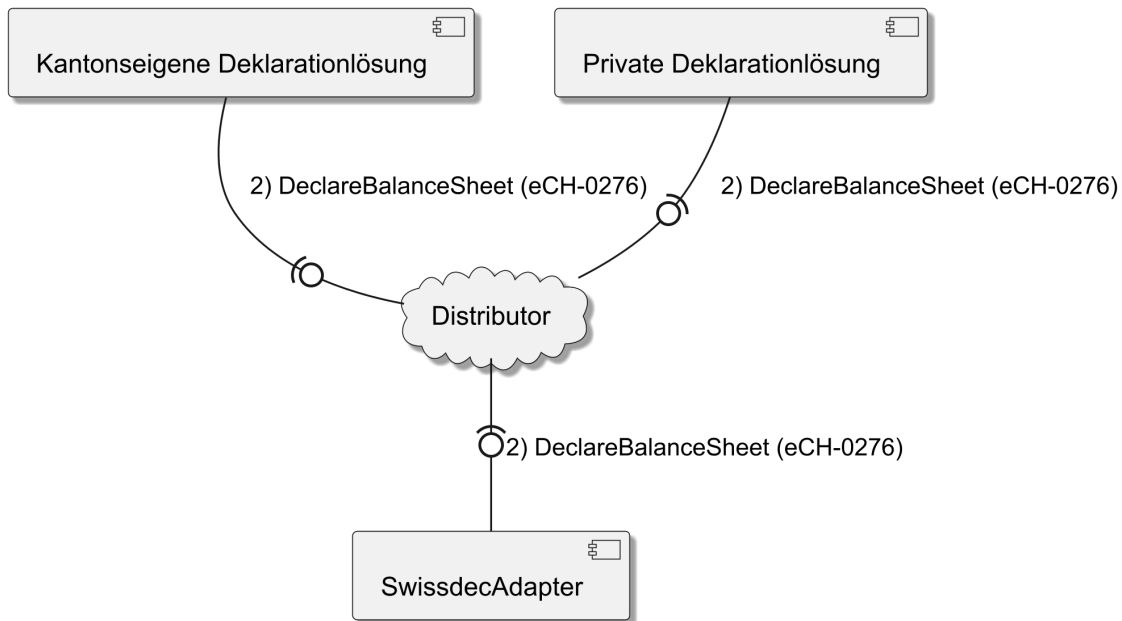 Kantonseigene Deklarationlösung
Private Deklarationlösung
2) DeclareBalanceSheet (eCH-0276)
2) DeclareBalanceSheet (eCH-0276)
Distributor
2) DeclareBalanceSheet (eCH-0276)
SwissdecAdapter